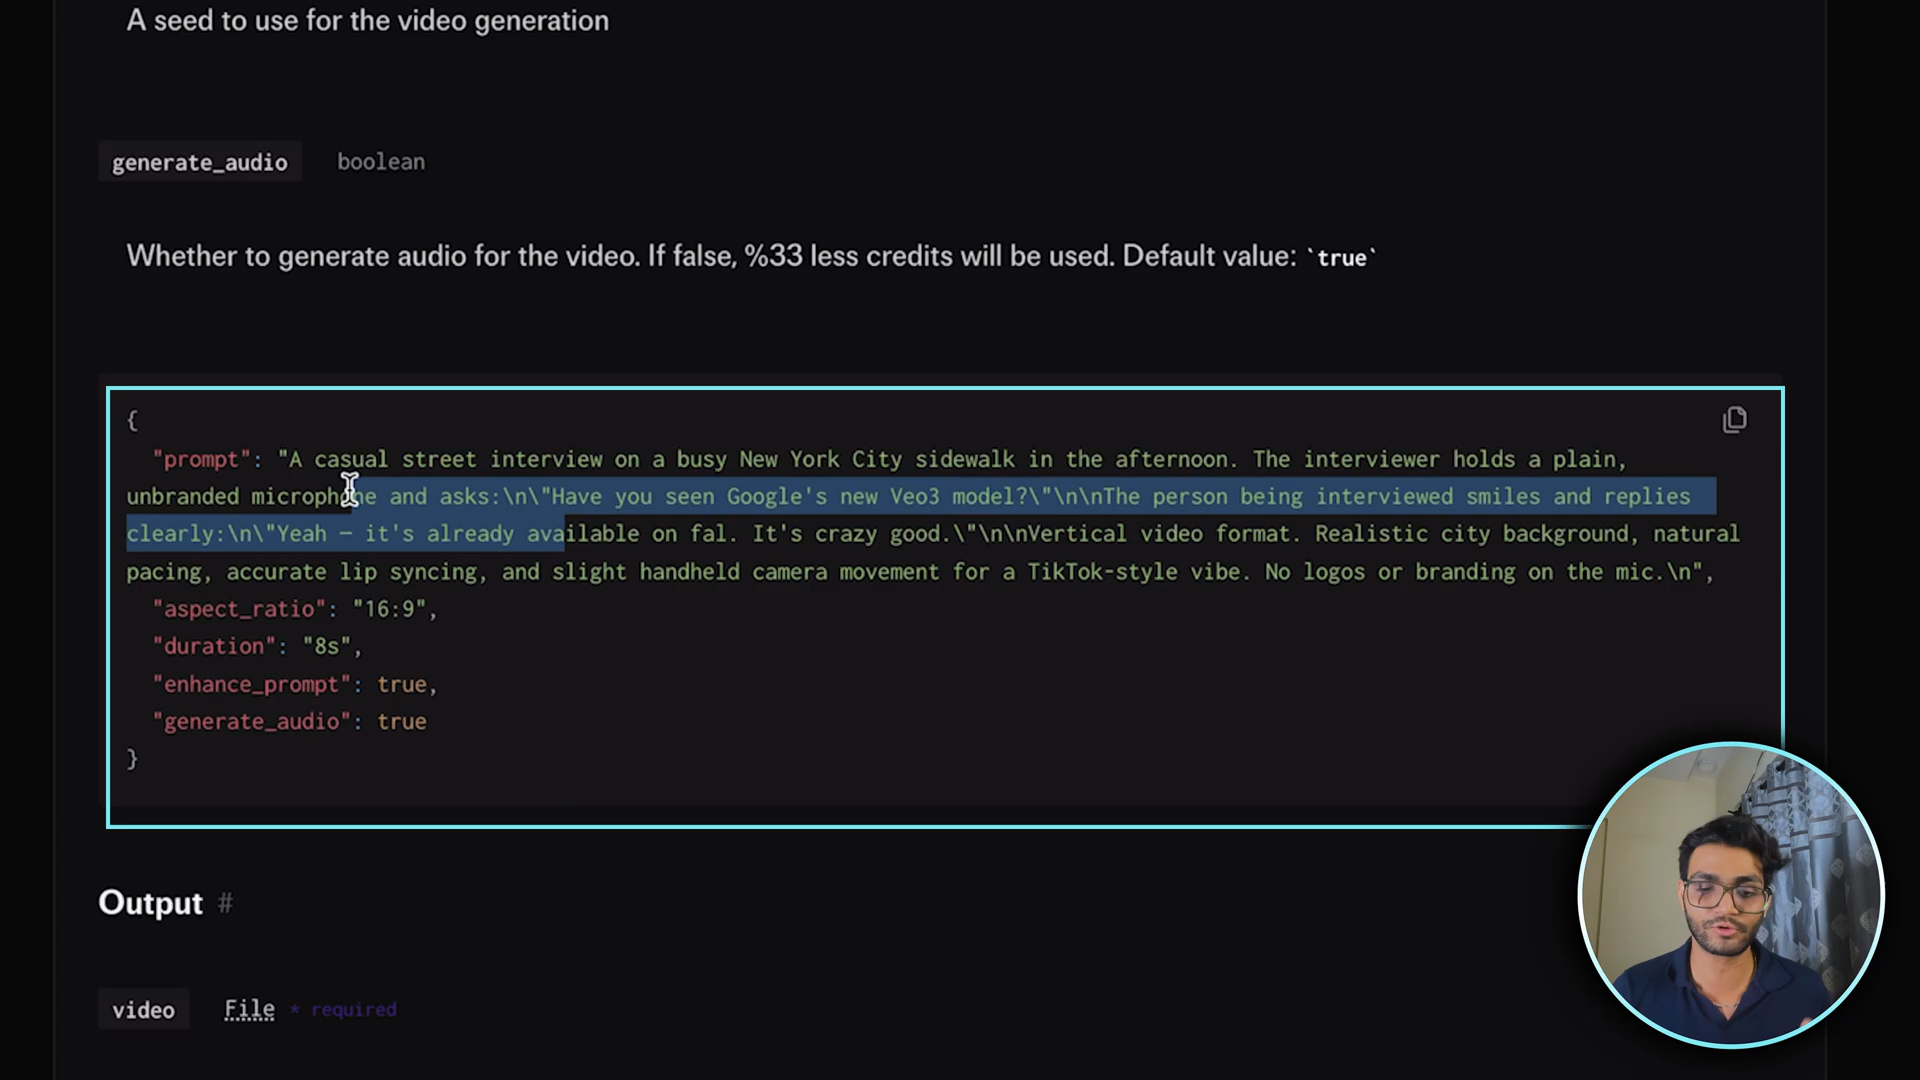 A seed to use for the video generation
generate_audio boolean
Whether to generate audio for the video. If false, %33 less credits will be used. Default value: `true`
{
"prompt": "A casual street interview on a busy New York City sidewalk in the afternoon. The interviewer holds a plain,
unbranded microphone and asks:\n\"Have you seen Google's new Veo3 model?\"\n\nThe person being interviewed smiles and replies
clearly:\n\"Yeah — it's already available on fal. It's crazy good.\"\n\nVertical video format. Realistic city background, natural
pacing, accurate lip syncing, and slight handheld camera movement for a TikTok-style vibe. No logos or branding on the mic.\n",
"aspect_ratio": "16:9",
"duration": "8s",
"enhance_prompt": true,
"generate_audio": true
}
Output #
video File * required